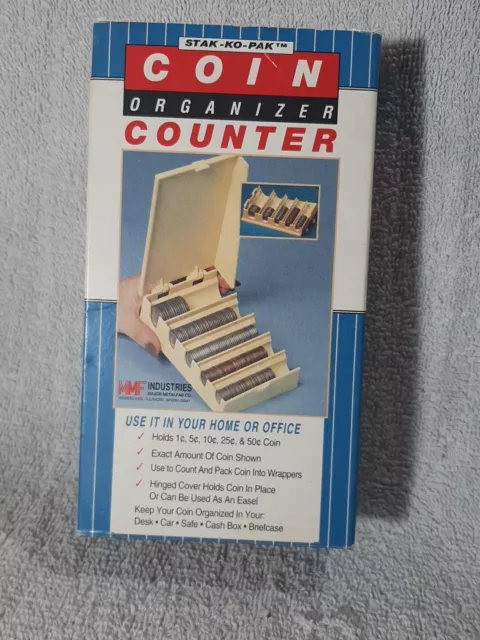 STAK-KO-PAK™
COIN
ORGANIZER
COUNTER
MMF INDUSTRIES
MAJOR METALFAB CO.
USE IT IN YOUR HOME OR OFFICE
✓ Holds 1¢, 5¢, 10¢, 25¢, & 50¢ Coin
✓ Exact Amount Of Coin Shown
✓ Use to Count And Pack Coin Into Wrappers
✓ Hinged Cover Holds Coin In Place
Or Can Be Used As An Easel
Keep Your Coin Organized In Your:
Desk • Car • Safe • Cash Box • Briefcase